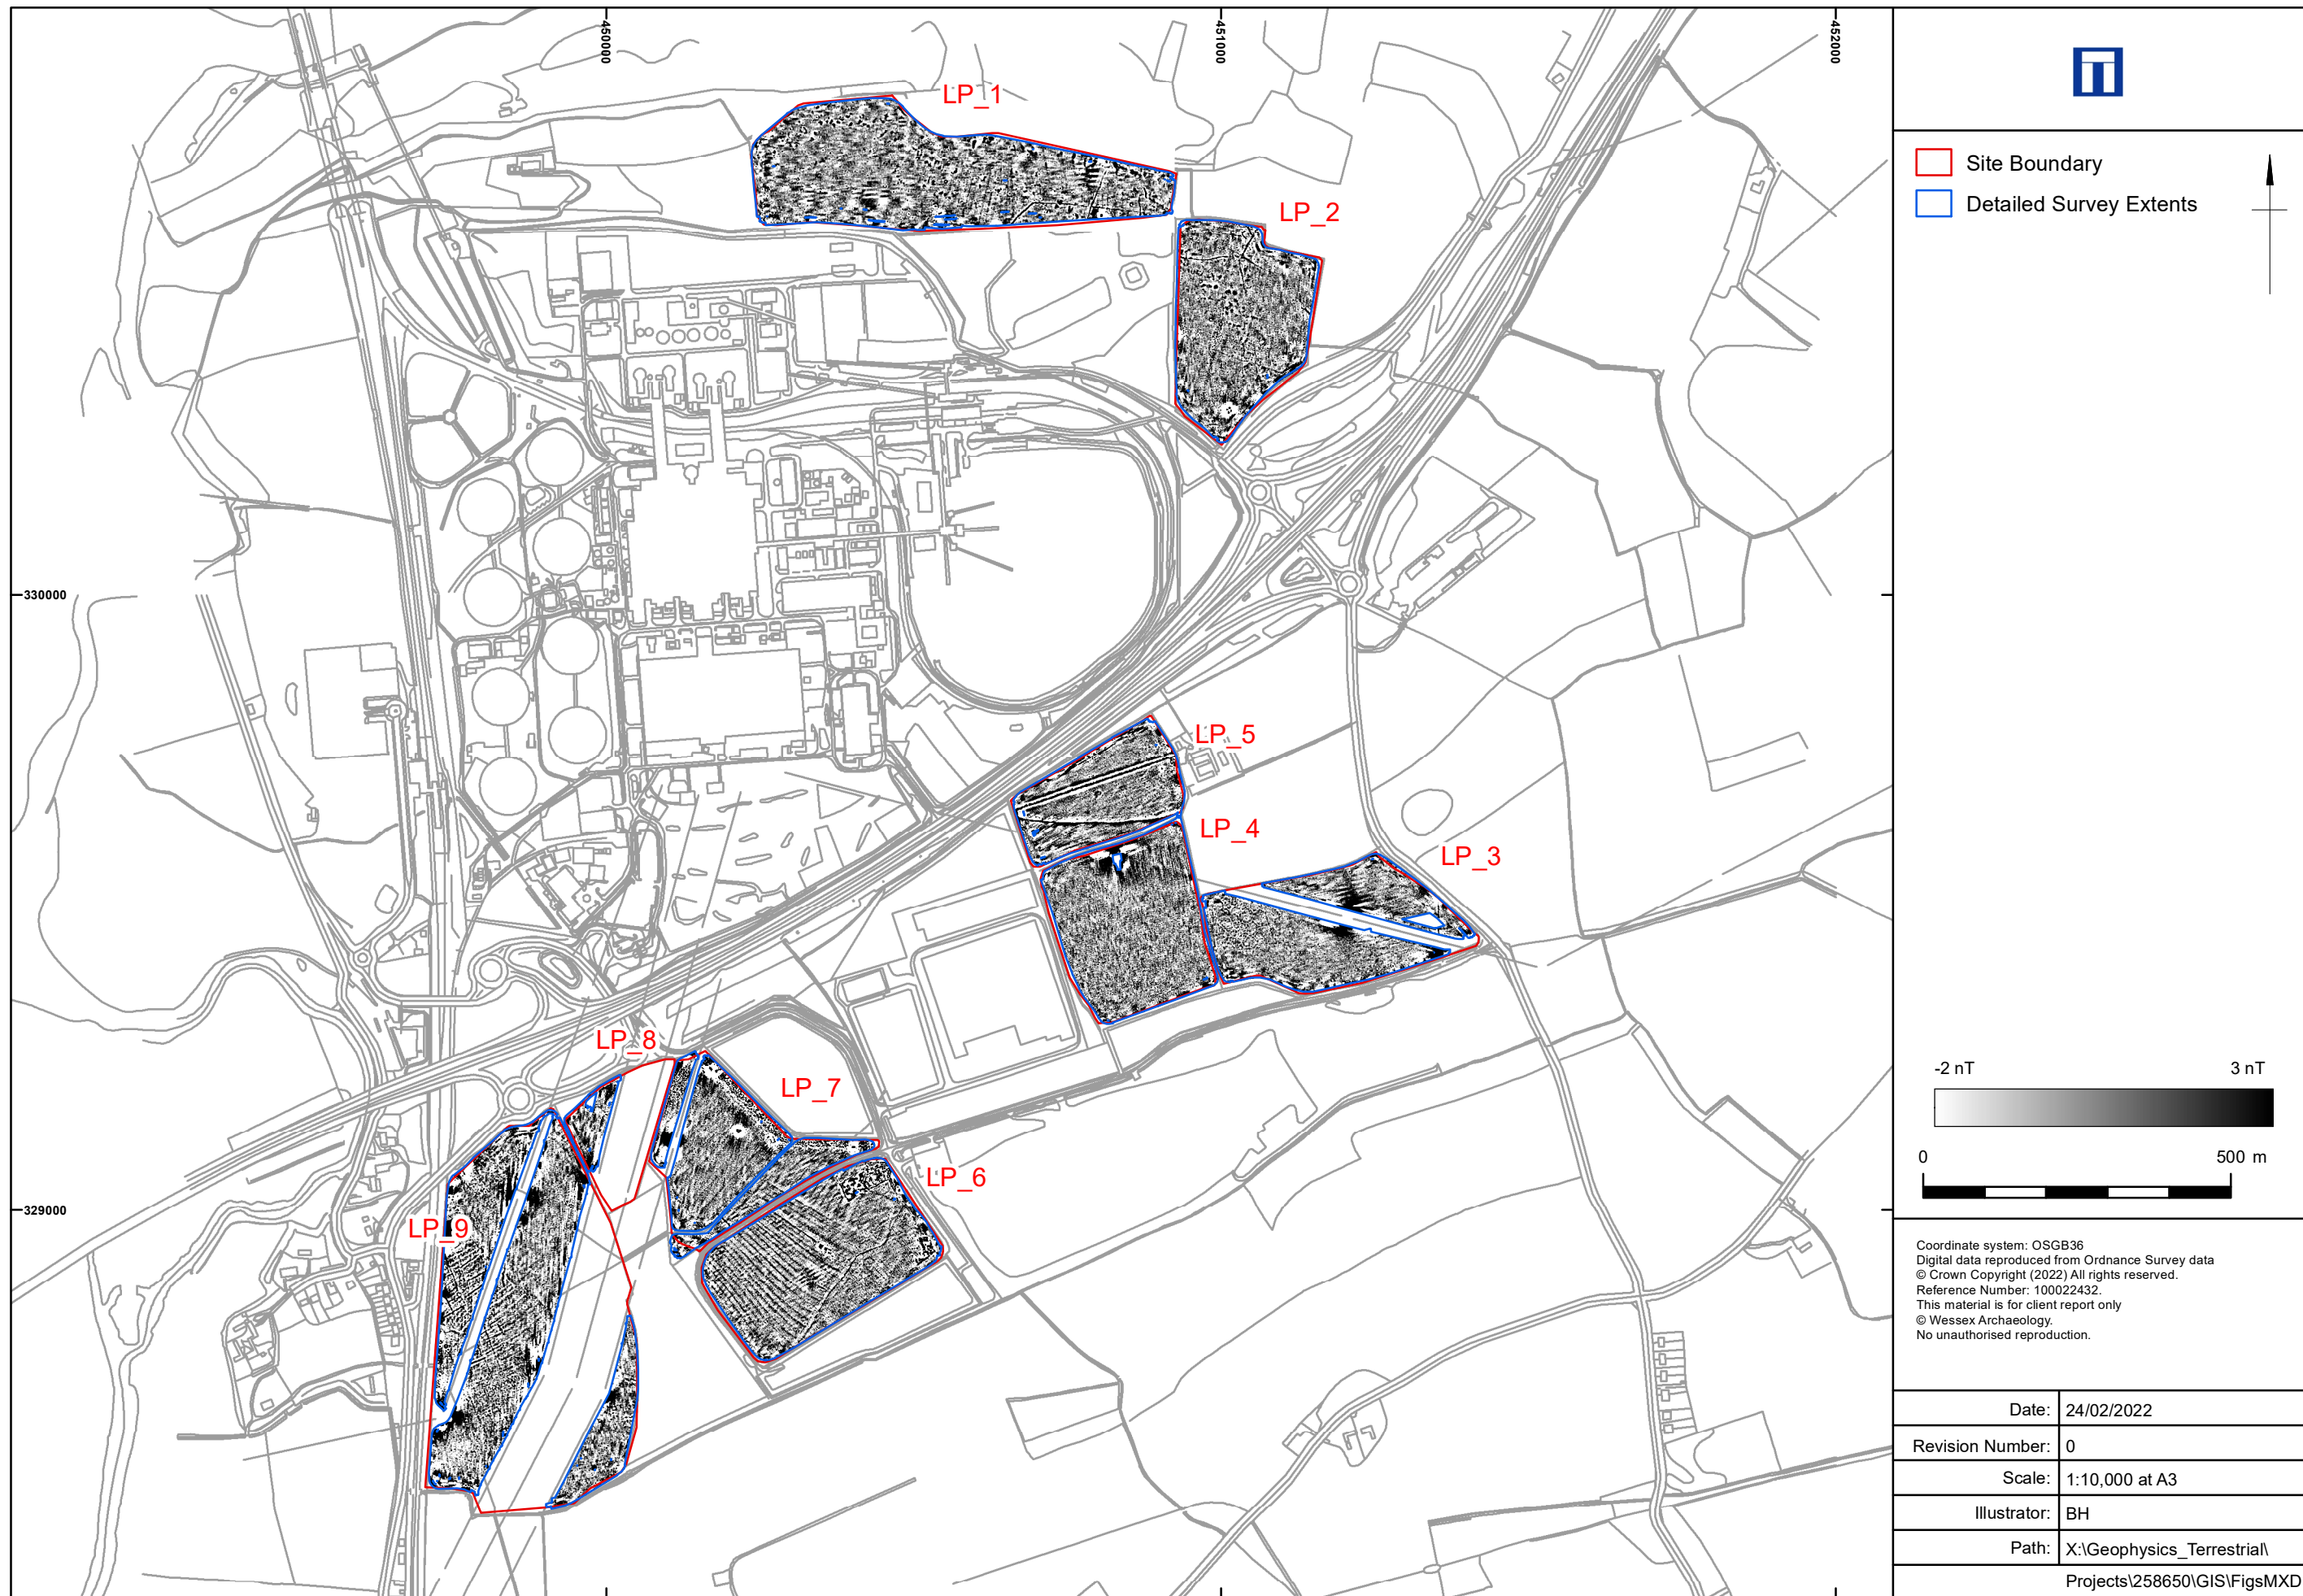 450000
451000
452000
LP_1
LP_2
330000
LP_5
LP_4
LP_3
LP_8
LP_7
LP_6
329000
LP_9
Site Boundary
Detailed Survey Extents
-2 nT 3 nT
0 500 m
Coordinate system: OSGB36
Digital data reproduced from Ordnance Survey data
© Crown Copyright (2022) All rights reserved.
Reference Number: 100022432.
This material is for client report only
© Wessex Archaeology.
No unauthorised reproduction.
Date: 24/02/2022
Revision Number: 0
Scale: 1:10,000 at A3
Illustrator: BH
Path: X:\Geophysics_Terrestrial\
Projects\258650\GIS\FigsMXD